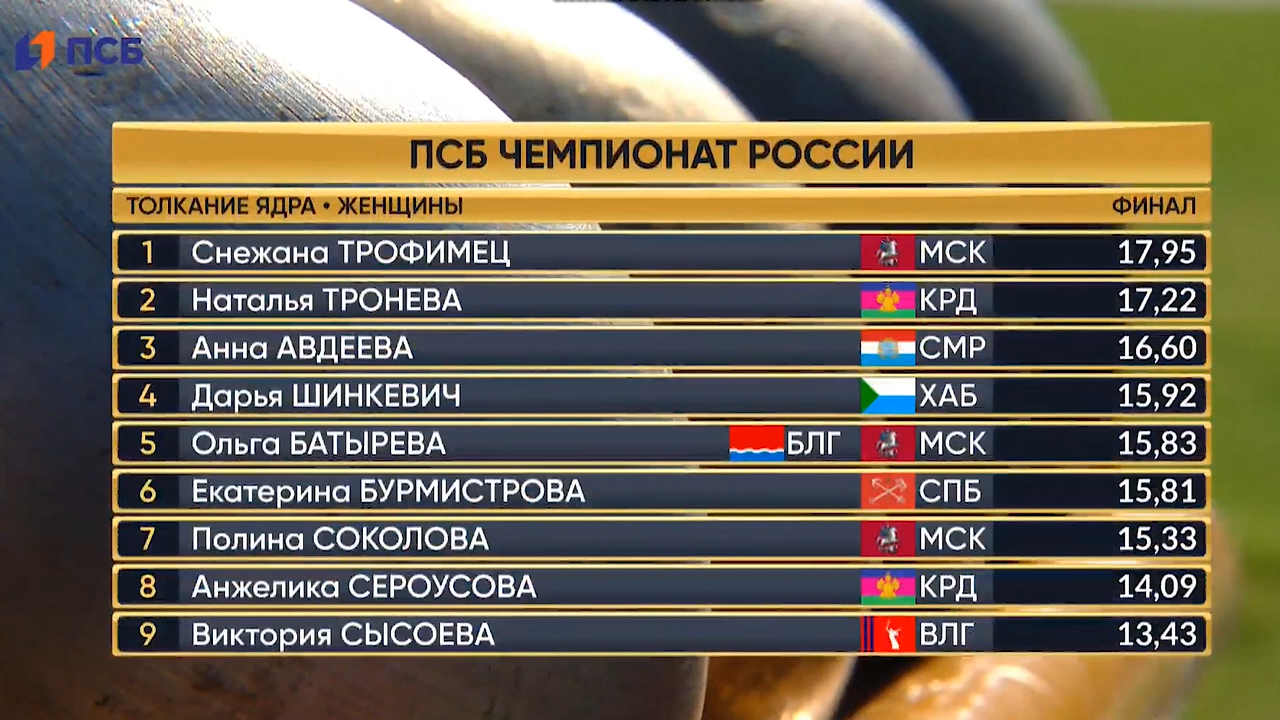 ПСБ
ПСБ ЧЕМПИОНАТ РОССИИ
ТОЛКАНИЕ ЯДРА • ЖЕНЩИНЫ ФИНАЛ
1 Снежана ТРОФИМЕЦ МСК 17,95
2 Наталья ТРОНЕВА КРД 17,22
3 Анна АВДЕЕВА СМР 16,60
4 Дарья ШИНКЕВИЧ ХАБ 15,92
5 Ольга БАТЫРЕВА БЛГ МСК 15,83
6 Екатерина БУРМИСТРОВА СПБ 15,81
7 Полина СОКОЛОВА МСК 15,33
8 Анжелика СЕРОУСОВА КРД 14,09
9 Виктория СЫСОЕВА ВЛГ 13,43